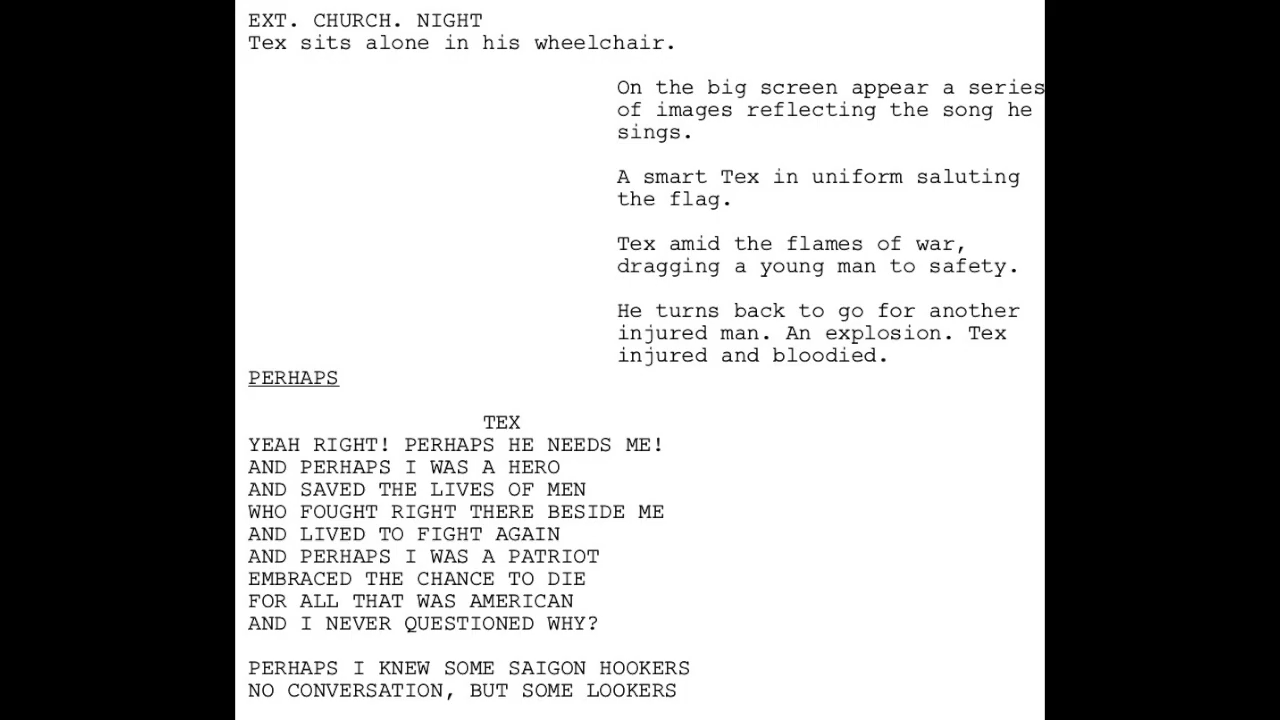 EXT. CHURCH. NIGHT
Tex sits alone in his wheelchair.
On the big screen appear a series
of images reflecting the song he
sings.
A smart Tex in uniform saluting
the flag.
Tex amid the flames of war,
dragging a young man to safety.
He turns back to go for another
injured man. An explosion. Tex
injured and bloodied.
PERHAPS
TEX
YEAH RIGHT! PERHAPS HE NEEDS ME!
AND PERHAPS I WAS A HERO
AND SAVED THE LIVES OF MEN
WHO FOUGHT RIGHT THERE BESIDE ME
AND LIVED TO FIGHT AGAIN
AND PERHAPS I WAS A PATRIOT
EMBRACED THE CHANCE TO DIE
FOR ALL THAT WAS AMERICAN
AND I NEVER QUESTIONED WHY?
PERHAPS I KNEW SOME SAIGON HOOKERS
NO CONVERSATION, BUT SOME LOOKERS